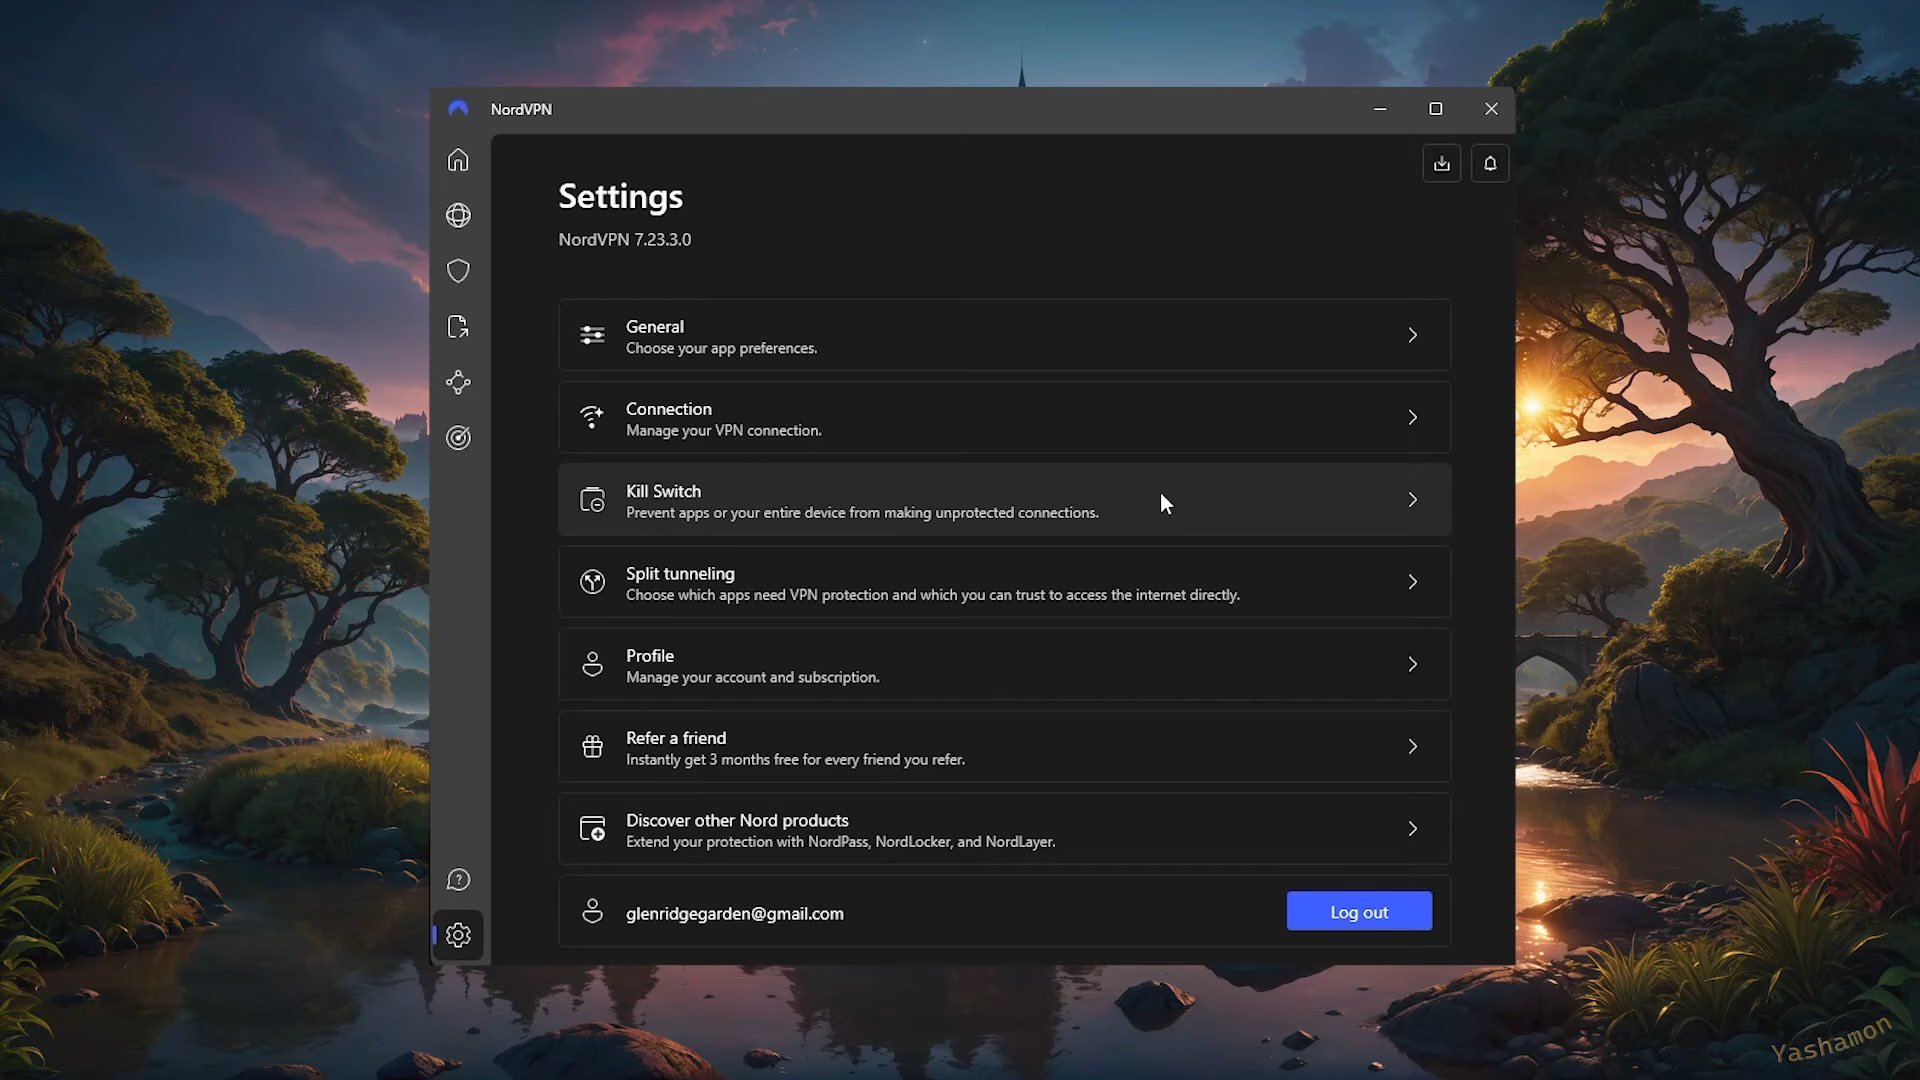 NordVPN
Settings
NordVPN 7.23.3.0
General
Choose your app preferences.
Connection
Manage your VPN connection.
Kill Switch
Prevent apps or your entire device from making unprotected connections.
Split tunneling
Choose which apps need VPN protection and which you can trust to access the internet directly.
Profile
Manage your account and subscription.
Refer a friend
Instantly get 3 months free for every friend you refer.
Discover other Nord products
Extend your protection with NordPass, NordLocker, and NordLayer.
glenridgegarden@gmail.com
Log out
Yashamon